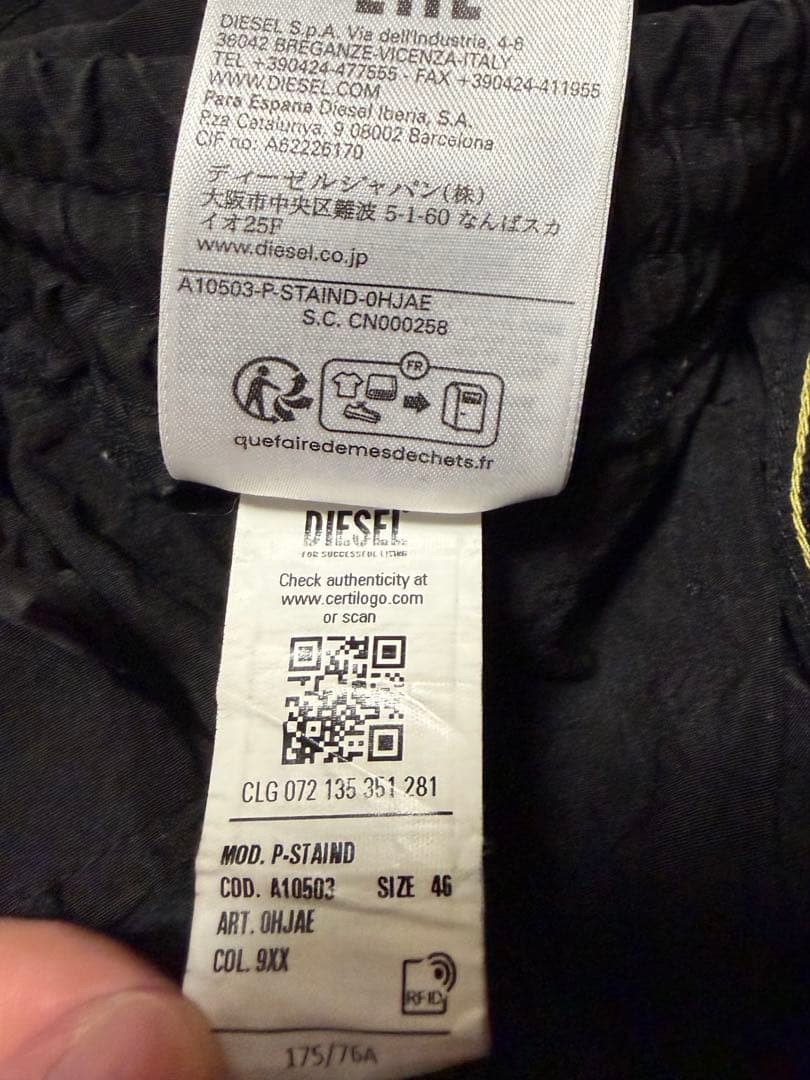 DIESEL S.p.A. Via dell'Industria, 4-6
36042 BREGANZE-VICENZA-ITALY
TEL +390424-477555 - FAX +390424-411955
WWW.DIESEL.COM
Para España Diesel Iberia, S.A.
Pza Catalunya, 9 08002 Barcelona
CIF no: A62226170
ディーゼルジャパン(株)
大阪市中央区難波 5-1-60 なんばスカ
イオ25F
www.diesel.co.jp
A10503-P-STAIND-0HJAE
S.C. CN000258
FR
quefairedemesdechets.fr
DIESEL
FOR SUCCESSFUL LIVING
Check authenticity at
www.certilogo.com
or scan
CLG 072 135 351 281
MOD. P-STAIND
COD. A10503 SIZE 46
ART. 0HJAE
COL. 9XX
RFID
175/76A